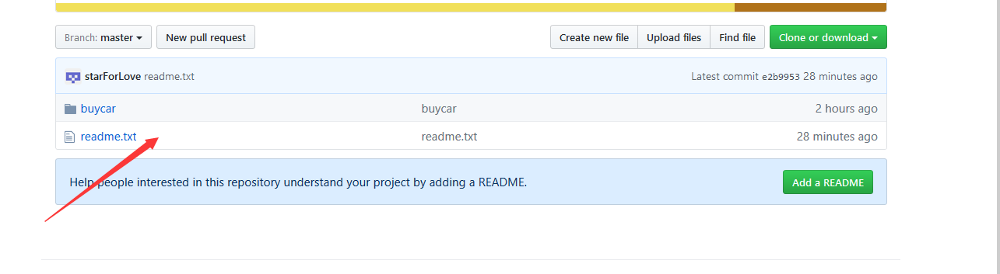 Branch: master New pull request Create new file Upload files Find file Clone or download
starForLove readme.txt Latest commit e2b9953 28 minutes ago
buycar buycar 2 hours ago
readme.txt readme.txt 28 minutes ago
Help people interested in this repository understand your project by adding a README. Add a README